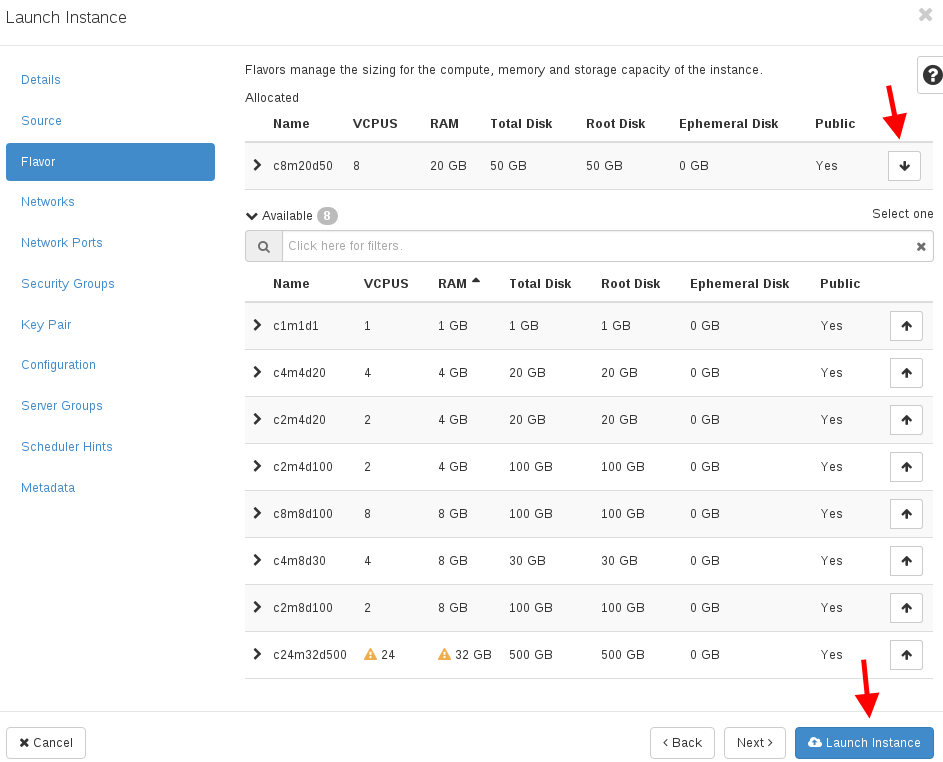 Launch Instance
Details
Source
Flavor
Networks
Network Ports
Security Groups
Key Pair
Configuration
Server Groups
Scheduler Hints
Metadata
Flavors manage the sizing for the compute, memory and storage capacity of the instance.
Allocated
Name VCPUS RAM Total Disk Root Disk Ephemeral Disk Public
c8m20d50 8 20 GB 50 GB 50 GB 0 GB Yes
Available 8 Select one
Click here for filters.
Name VCPUS RAM Total Disk Root Disk Ephemeral Disk Public
c1m1d1 1 1 GB 1 GB 1 GB 0 GB Yes
c4m4d20 4 4 GB 20 GB 20 GB 0 GB Yes
c2m4d20 2 4 GB 20 GB 20 GB 0 GB Yes
c2m4d100 2 4 GB 100 GB 100 GB 0 GB Yes
c8m8d100 8 8 GB 100 GB 100 GB 0 GB Yes
c4m8d30 4 8 GB 30 GB 30 GB 0 GB Yes
c2m8d100 2 8 GB 100 GB 100 GB 0 GB Yes
c24m32d500 24 32 GB 500 GB 500 GB 0 GB Yes
Cancel < Back Next > Launch Instance